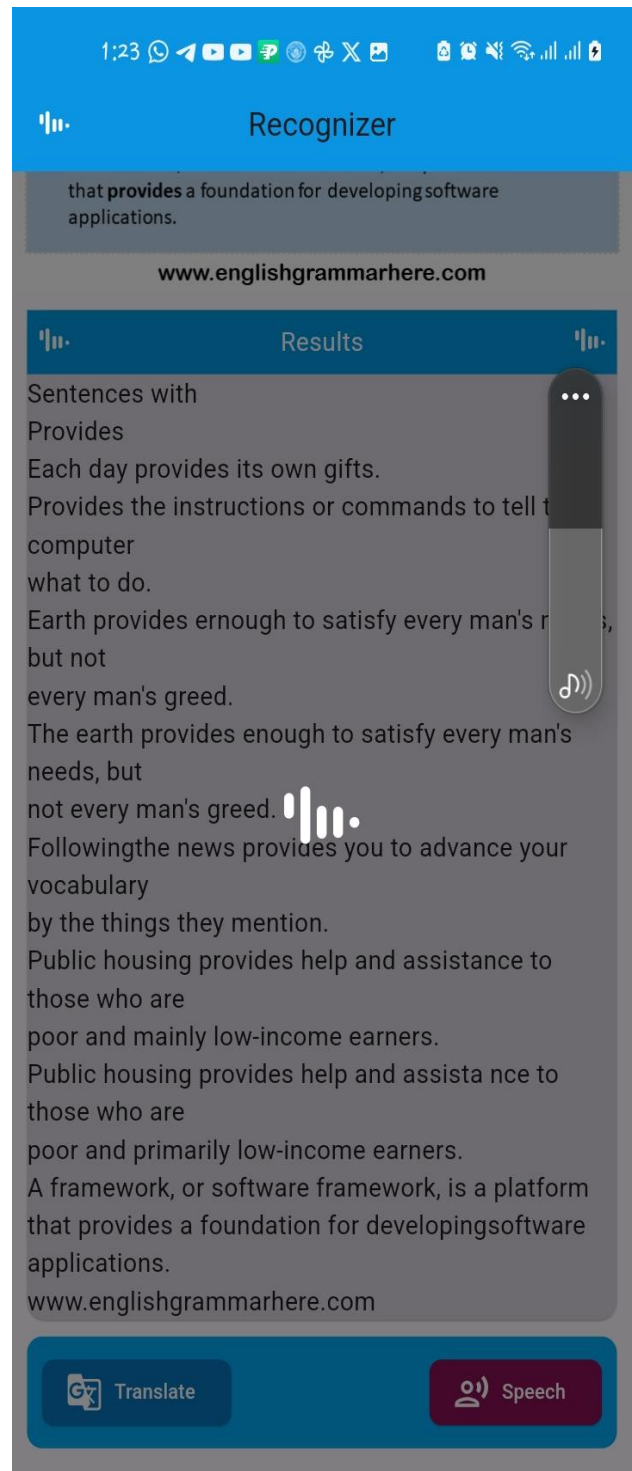 1:23
Recognizer
that provides a foundation for developing software
applications.
www.englishgrammarhere.com
Results
Sentences with
Provides
Each day provides its own gifts.
Provides the instructions or commands to tell t
computer
what to do.
Earth provides ernough to satisfy every man's n s,
but not
every man's greed.
The earth provides enough to satisfy every man's
needs, but
not every man's greed.
Followingthe news provides you to advance your
vocabulary
by the things they mention.
Public housing provides help and assistance to
those who are
poor and mainly low-income earners.
Public housing provides help and assista nce to
those who are
poor and primarily low-income earners.
A framework, or software framework, is a platform
that provides a foundation for developingsoftware
applications.
www.englishgrammarhere.com
Translate
Speech